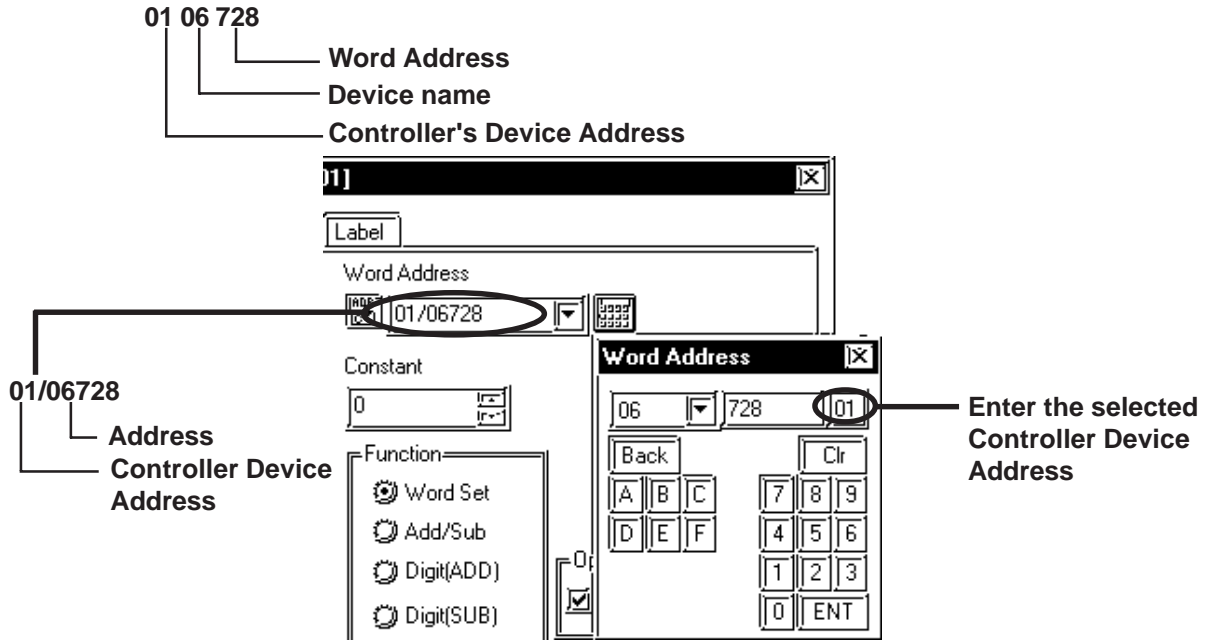 01 06 728
Word Address
Device name
Controller's Device Address
01]
Label
Word Address
01/06728
Constant
0
Function
Word Set
Add/Sub
Digit(ADD)
Digit(SUB)
Word Address
06 728 01
Back Clr
A B C 7 8 9
D E F 4 5 6
1 2 3
0 ENT
01/06728
Address
Controller Device
Address
Enter the selected
Controller Device
Address